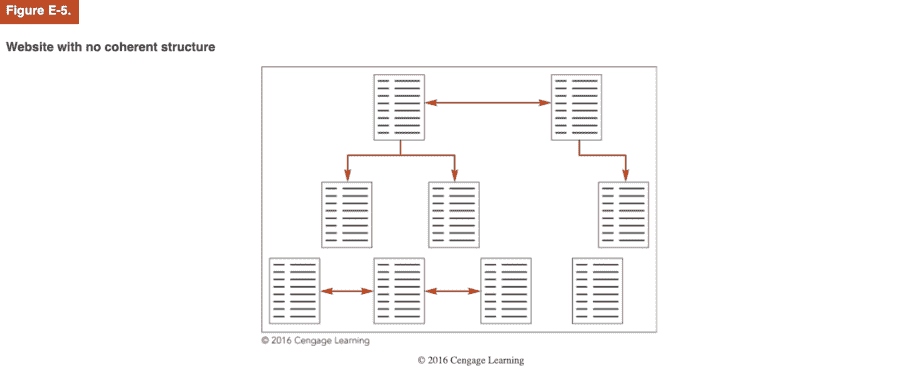 Figure E-5.
Website with no coherent structure
© 2016 Cengage Learning
© 2016 Cengage Learning